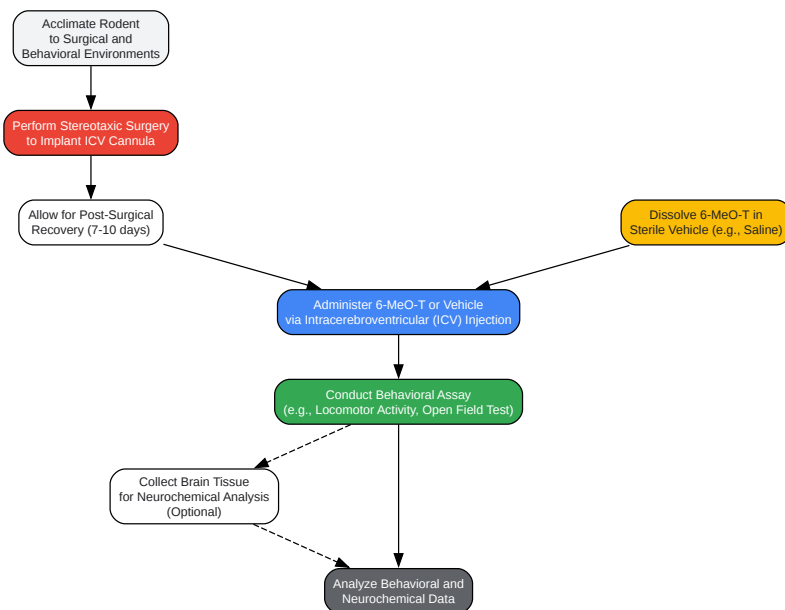 Acclimate Rodent
to Surgical and
Behavioral Environments
Perform Stereotaxic Surgery
to Implant ICV Cannula
Allow for Post-Surgical
Recovery (7-10 days)
Dissolve 6-MeO-T in
Sterile Vehicle (e.g., Saline)
Administer 6-MeO-T or Vehicle
via Intracerebroventricular (ICV) Injection
Conduct Behavioral Assay
(e.g., Locomotor Activity, Open Field Test)
Collect Brain Tissue
for Neurochemical Analysis
(Optional)
Analyze Behavioral and
Neurochemical Data